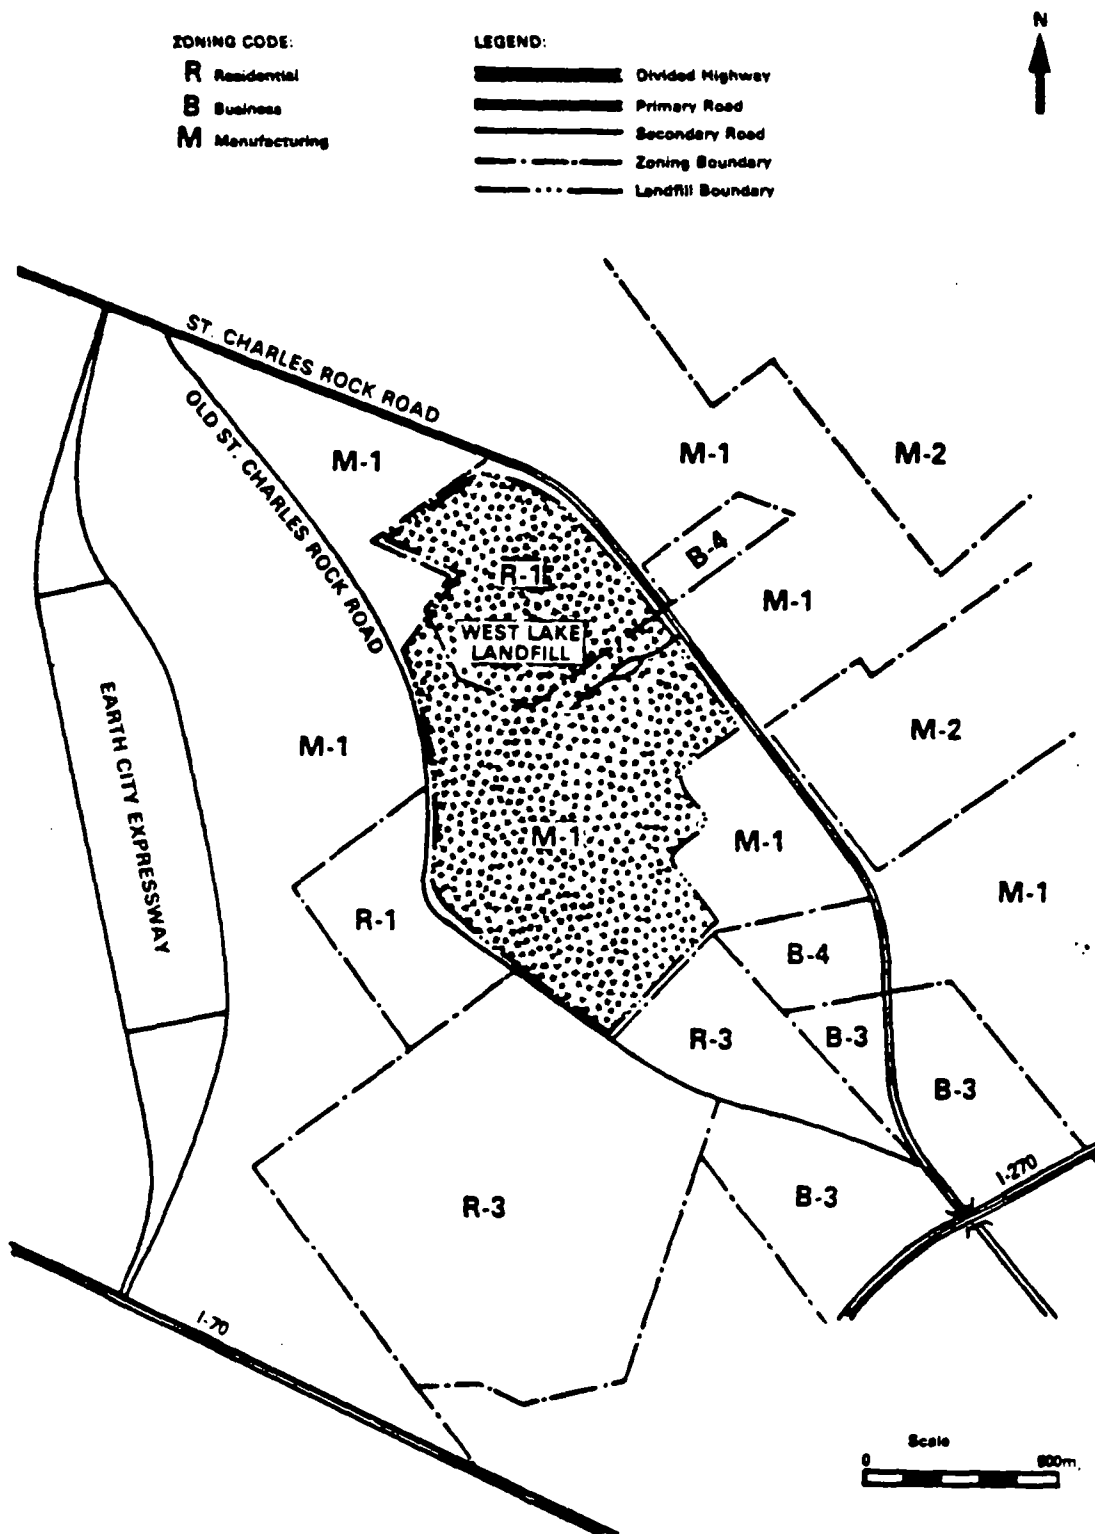 ZONING CODE:
R Residential
B Business
M Manufacturing
LEGEND:
Divided Highway
Primary Road
Secondary Road
Zoning Boundary
Landfill Boundary
N
ST. CHARLES ROCK ROAD
OLD ST. CHARLES ROCK ROAD
M-1
M-1
M-2
B-4
R-1
M-1
WEST LAKE
LANDFILL
EARTH CITY EXPRESSWAY
M-1
M-2
M-1
M-1
M-1
R-1
B-4
R-3
B-3
B-3
I-270
R-3
B-3
I-70
Scale
0